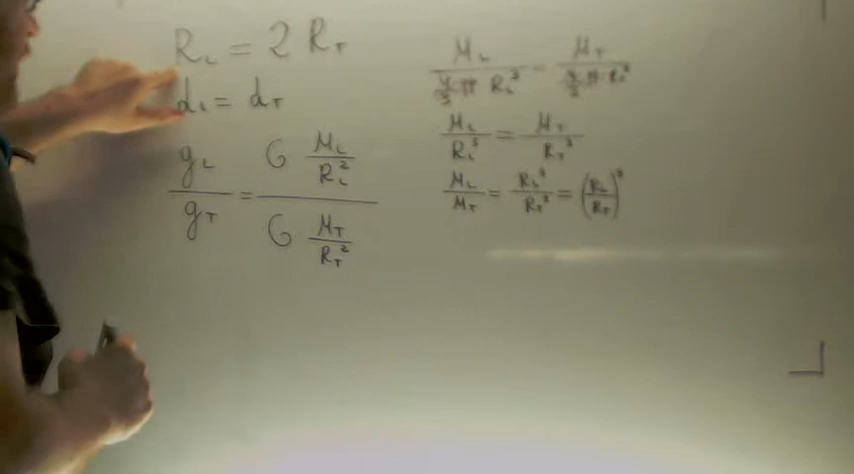 R_L = 2 R_T
d_L = d_T
g_L / g_T = (G M_L / R_L²) / (G M_T / R_T²)
M_L / (4/3 π R_L³) = M_T / (4/3 π R_T³)
M_L / R_L³ = M_T / R_T³
M_L / M_T = R_L³ / R_T³ = (R_L / R_T)³